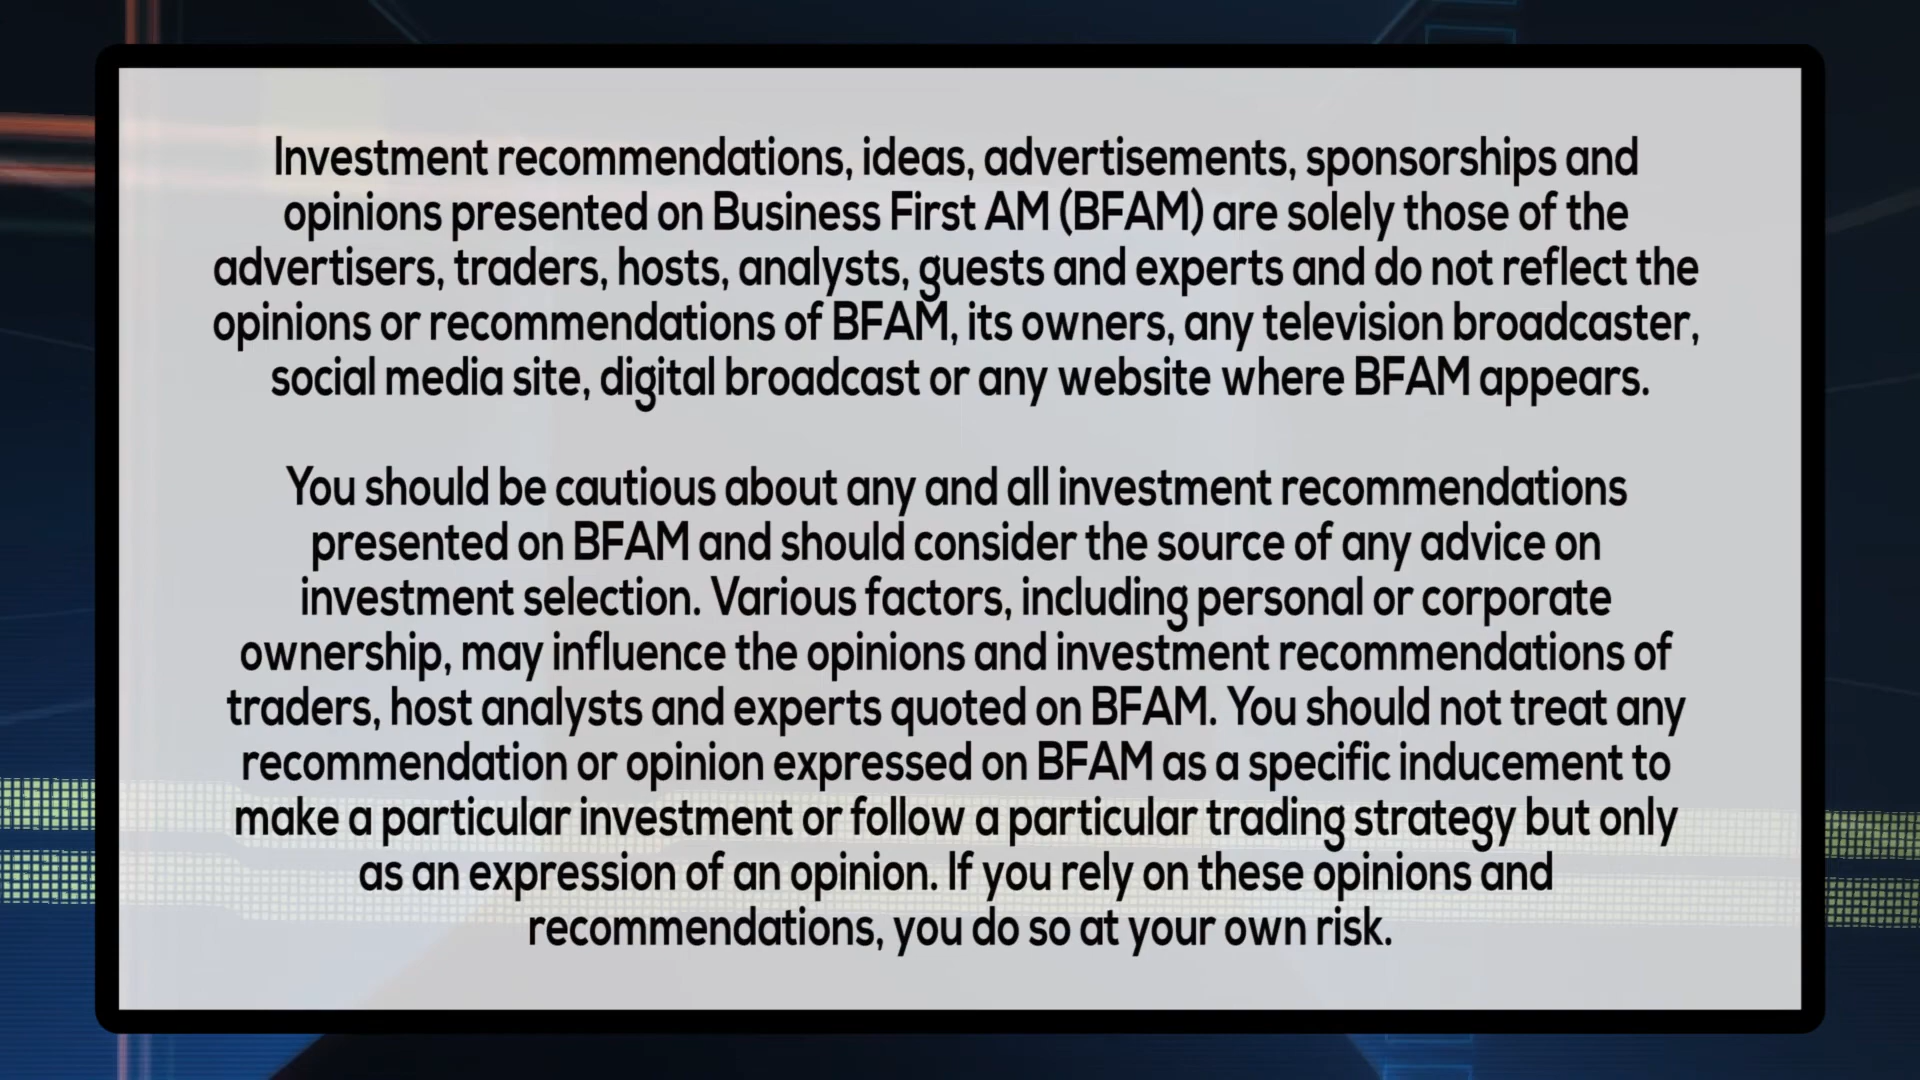 Investment recommendations, ideas, advertisements, sponsorships and
opinions presented on Business First AM (BFAM) are solely those of the
advertisers, traders, hosts, analysts, guests and experts and do not reflect the
opinions or recommendations of BFAM, its owners, any television broadcaster,
social media site, digital broadcast or any website where BFAM appears.
You should be cautious about any and all investment recommendations
presented on BFAM and should consider the source of any advice on
investment selection. Various factors, including personal or corporate
ownership, may influence the opinions and investment recommendations of
traders, host analysts and experts quoted on BFAM. You should not treat any
recommendation or opinion expressed on BFAM as a specific inducement to
make a particular investment or follow a particular trading strategy but only
as an expression of an opinion. If you rely on these opinions and
recommendations, you do so at your own risk.